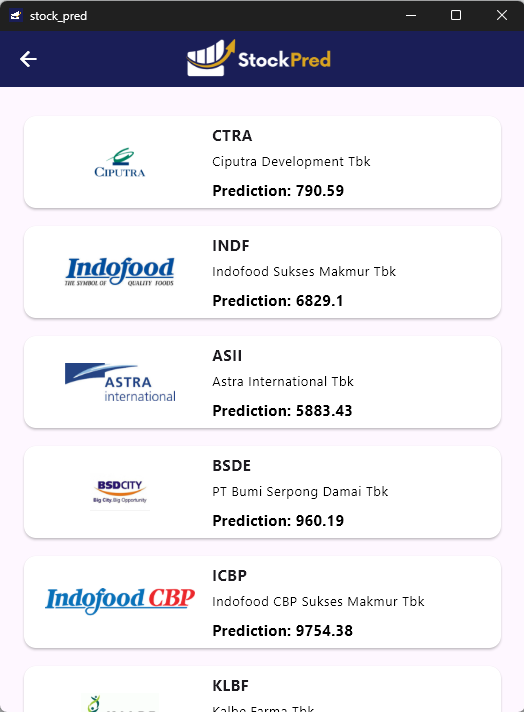 stock_pred
StockPred
CTRA
CIPUTRA
Ciputra Development Tbk
Prediction: 790.59
INDF
Indofood
THE SYMBOL OF QUALITY FOODS
Indofood Sukses Makmur Tbk
Prediction: 6829.1
ASII
ASTRA
international
Astra International Tbk
Prediction: 5883.43
BSDE
BSDCITY
Big City.Big Opportunity
PT Bumi Serpong Damai Tbk
Prediction: 960.19
ICBP
Indofood CBP
Indofood CBP Sukses Makmur Tbk
Prediction: 9754.38
KLBF
Kalbe Farma Tbk